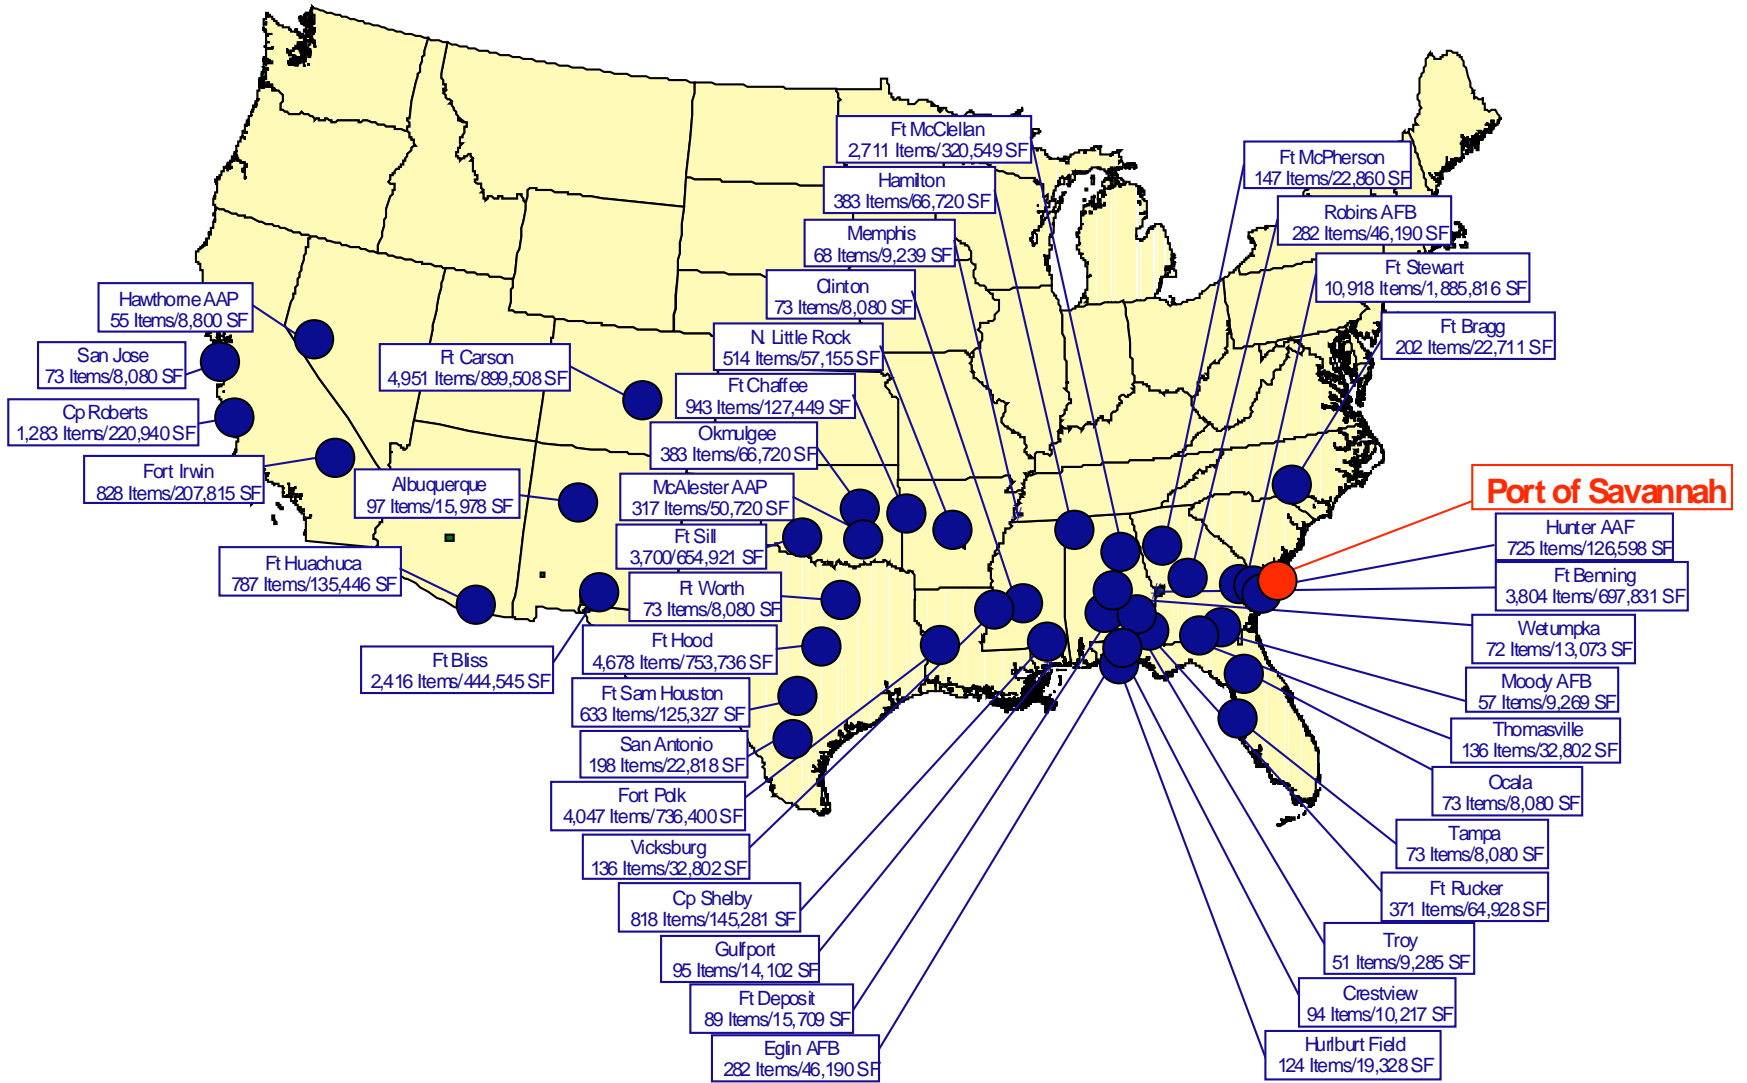 Ft McClellan
2,711 Items/320,549 SF
Hamilton
383 Items/66,720 SF
Memphis
68 Items/9,239 SF
Clinton
73 Items/8,080 SF
N. Little Rock
514 Items/57,155 SF
Ft Chaffee
943 Items/127,449 SF
Okmulgee
383 Items/66,720 SF
McAlester AAP
317 Items/50,720 SF
Ft Sill
3,700/654,921 SF
Ft Worth
73 Items/8,080 SF
Ft Hood
4,678 Items/753,736 SF
Ft Sam Houston
633 Items/125,327 SF
San Antonio
198 Items/22,818 SF
Fort Polk
4,047 Items/736,400 SF
Vicksburg
136 Items/32,802 SF
Cp Shelby
818 Items/145,281 SF
Gulfport
95 Items/14,102 SF
Ft Deposit
89 Items/15,709 SF
Eglin AFB
282 Items/46,190 SF
Hawthorne AAP
55 Items/8,800 SF
San Jose
73 Items/8,080 SF
Cp Roberts
1,283 Items/220,940 SF
Fort Irwin
828 Items/207,815 SF
Ft Carson
4,951 Items/899,508 SF
Albuquerque
97 Items/15,978 SF
Ft Huachuca
787 Items/135,446 SF
Ft Bliss
2,416 Items/444,545 SF
Ft McPherson
147 Items/22,860 SF
Robins AFB
282 Items/46,190 SF
Ft Stewart
10,918 Items/1,885,816 SF
Ft Bragg
202 Items/22,711 SF
Port of Savannah
Hunter AAF
725 Items/126,598 SF
Ft Benning
3,804 Items/697,831 SF
Wetumpka
72 Items/13,073 SF
Moody AFB
57 Items/9,269 SF
Thomasville
136 Items/32,802 SF
Ocala
73 Items/8,080 SF
Tampa
73 Items/8,080 SF
Ft Rucker
371 Items/64,928 SF
Troy
51 Items/9,285 SF
Crestview
94 Items/10,217 SF
Hurlburt Field
124 Items/19,328 SF